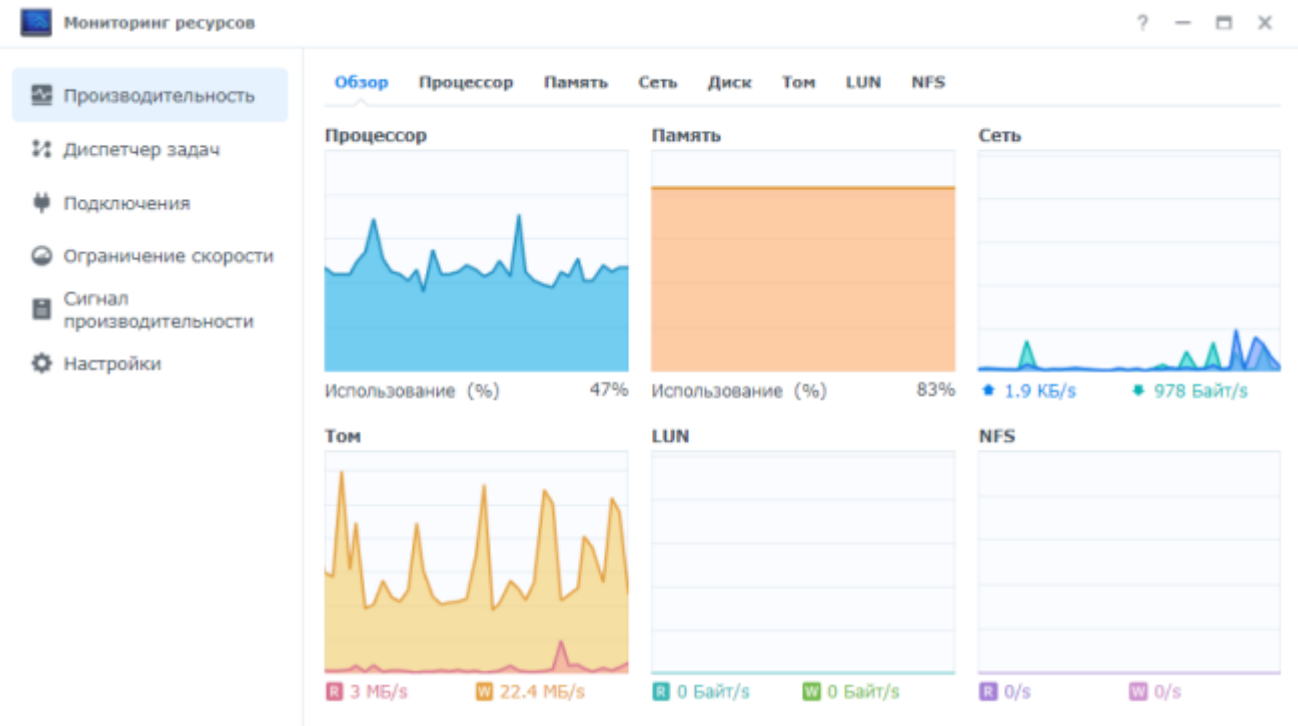 Мониторинг ресурсов
?
Производительность
Диспетчер задач
Подключения
Ограничение скорости
Сигнал
производительности
Настройки
Обзор Процессор Память Сеть Диск Том LUN NFS
Процессор
Использование (%) 47%
Память
Использование (%) 83%
Сеть
1.9 КБ/s 978 Байт/s
Том
R 3 МБ/s W 22.4 МБ/s
LUN
R 0 Байт/s W 0 Байт/s
NFS
R 0/s W 0/s